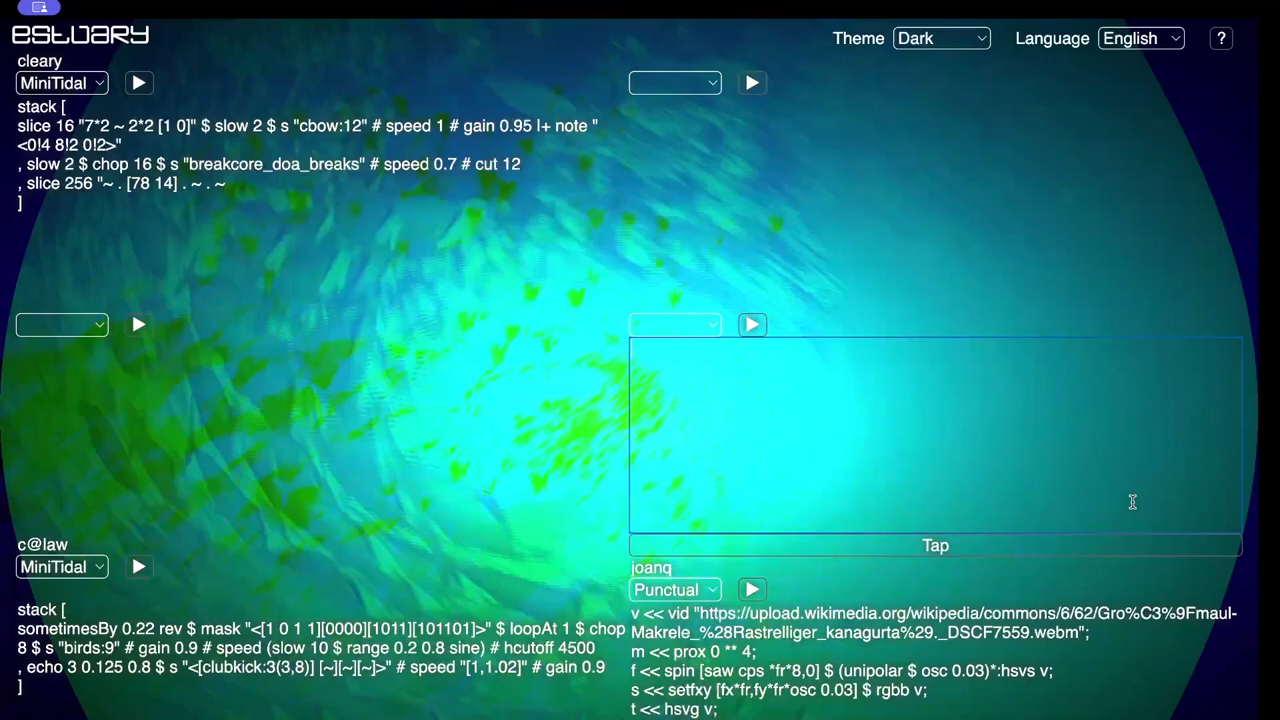 estuary
Theme Dark Language English ?
cleary
MiniTidal
stack [
slice 16 "7*2 ~ 2*2 [1 0]" $ slow 2 $ s "cbow:12" # speed 1 # gain 0.95 |+ note "
<0!4 8!2 0!2>"
, slow 2 $ chop 16 $ s "breakcore_doa_breaks" # speed 0.7 # cut 12
, slice 256 "~ . [78 14] . ~ . ~
]
c@law
MiniTidal
stack [
sometimesBy 0.22 rev $ mask "<[1 0 1 1][0000][1011][101101]>" $ loopAt 1 $ chop
8 $ s "birds:9" # gain 0.9 # speed (slow 10 $ range 0.2 0.8 sine) # hcutoff 4500
, echo 3 0.125 0.8 $ s "<[clubkick:3(3,8)] [~][~][~]>" # speed "[1,1.02]" # gain 0.9
]
Tap
joanq
Punctual
v << vid "https://upload.wikimedia.org/wikipedia/commons/6/62/Gro%C3%9Fmaul-
Makrele_%28Rastrelliger_kanagurta%29._DSCF7559.webm";
m << prox 0 ** 4;
f << spin [saw cps *fr*8,0] $ (unipolar $ osc 0.03)*:hsvs v;
s << setfxy [fx*fr,fy*fr*osc 0.03] $ rgbb v;
t << hsvg v;